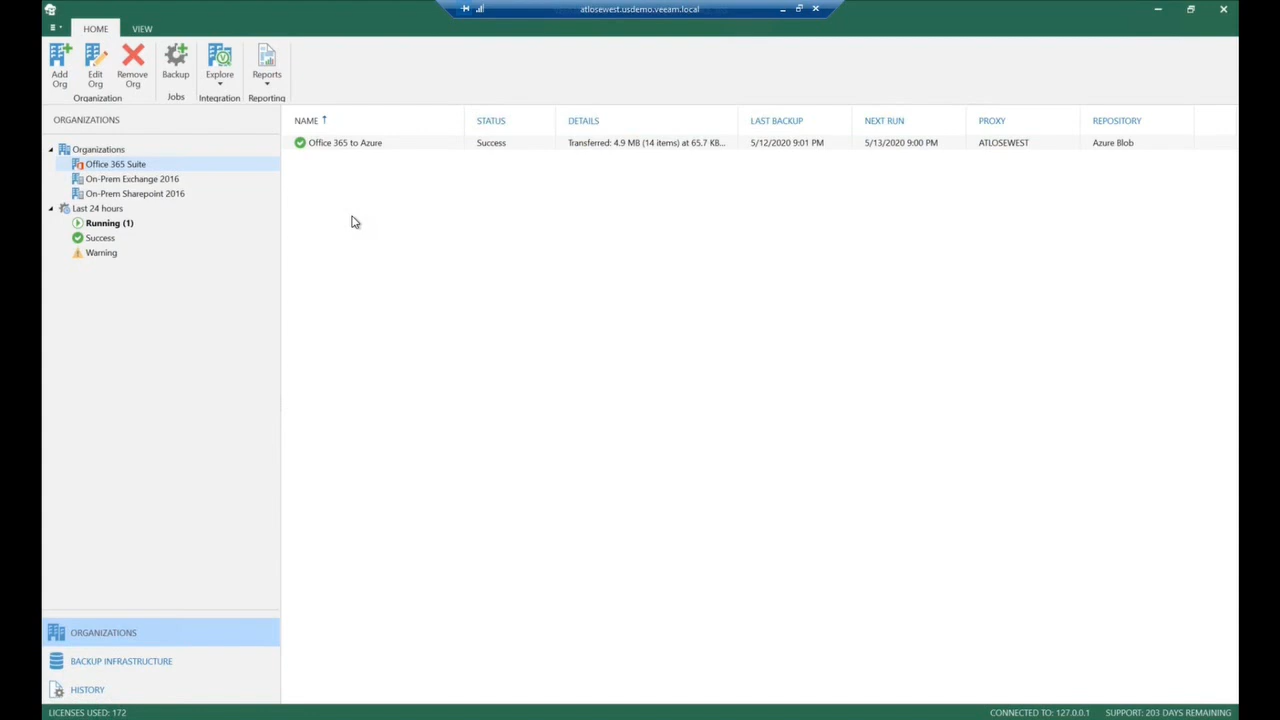 atlosewest.usdemo.veeam.local
HOME
VIEW
Add Org
Edit Org
Remove Org
Backup
Explore
Reports
Organization
Jobs
Integration
Reporting
ORGANIZATIONS
NAME
STATUS
DETAILS
LAST BACKUP
NEXT RUN
PROXY
REPOSITORY
Office 365 to Azure
Success
Transferred: 4.9 MB (14 items) at 65.7 KB...
5/12/2020 9:01 PM
5/13/2020 9:00 PM
ATLOSEWEST
Azure Blob
Organizations
Office 365 Suite
On-Prem Exchange 2016
On-Prem Sharepoint 2016
Last 24 hours
Running (1)
Success
Warning
ORGANIZATIONS
BACKUP INFRASTRUCTURE
HISTORY
LICENSES USED: 172
CONNECTED TO: 127.0.0.1
SUPPORT: 203 DAYS REMAINING